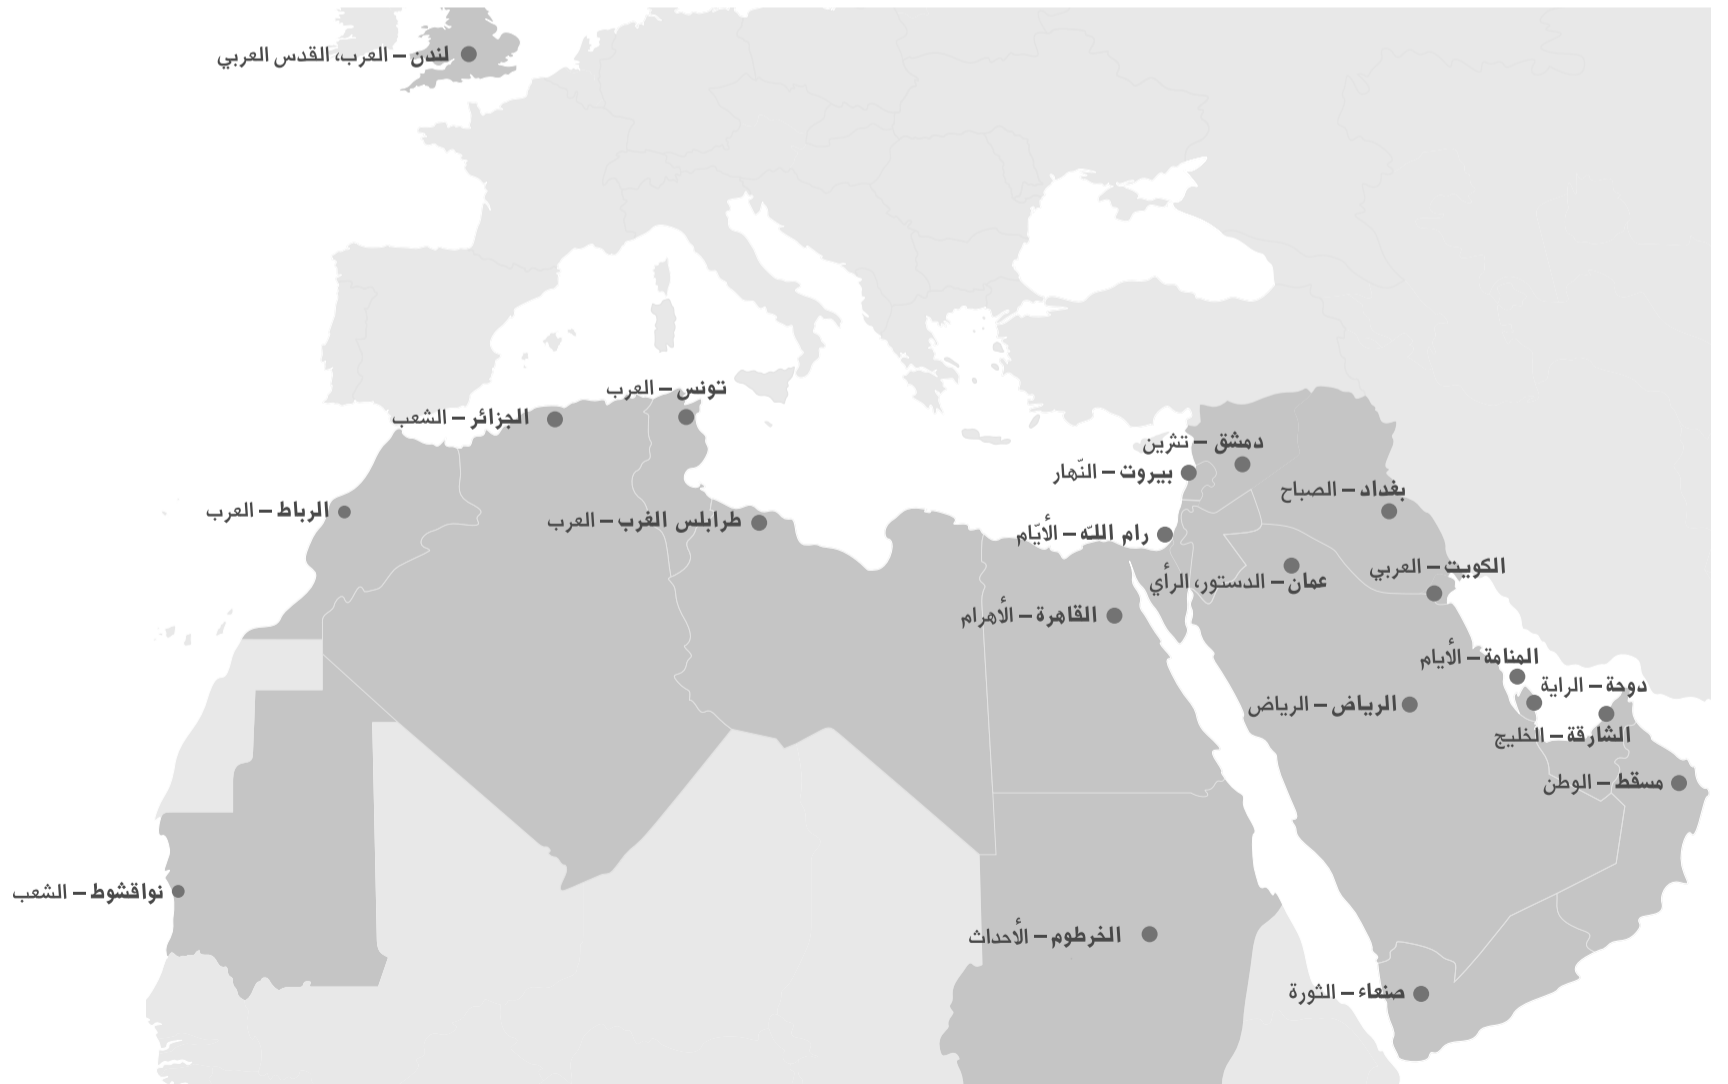 لندن – العرب، القدس العربي
تونس – العرب
الجزائر – الشعب
دمشق – تشرين
بيروت – النّهار
بغداد – الصباح
الرباط – العرب
طرابلس الغرب – العرب
رام اللّه – الأيّام
الكويت – العربي
عمان – الدستور، الرأي
القاهرة – الأهرام
المنامة – الأيام
دوحة – الراية
الرياض – الرياض
الشارقة – الخليج
مسقط – الوطن
نواقشوط – الشعب
الخرطوم – الأحداث
صنعاء – الثورة